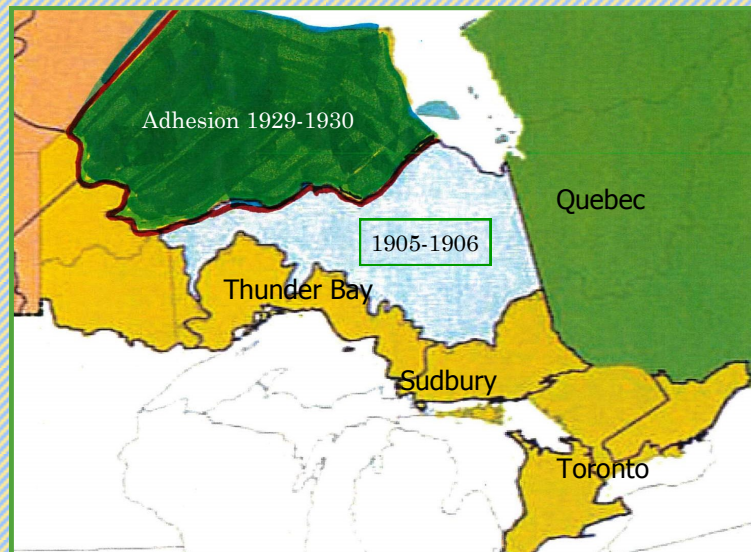 Adhesion 1929-1930
Quebec
1905-1906
Thunder Bay
Sudbury
Toronto